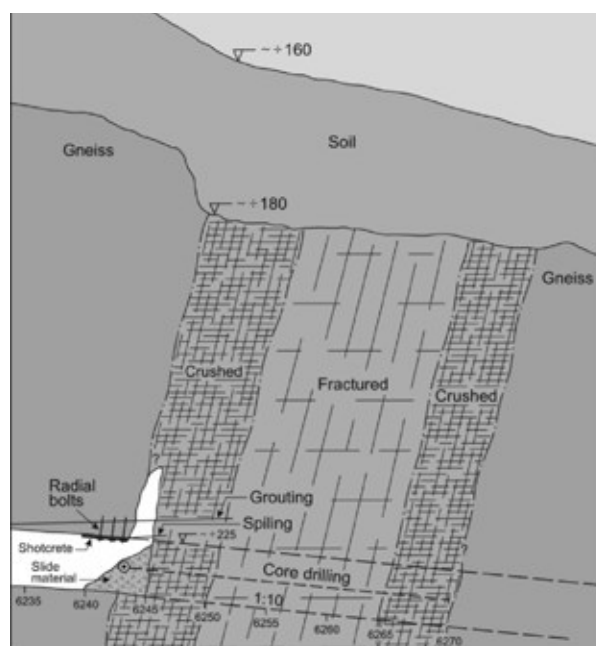 ~÷160
Gneiss
Soil
~÷180
Gneiss
Crushed
Fractured
Crushed
Radial
bolts
Grouting
Spiling
Shotcrete
~÷225
Slide
material
Core drilling
1:10
6235
6240
6245
6250
6255
6260
6265
6270